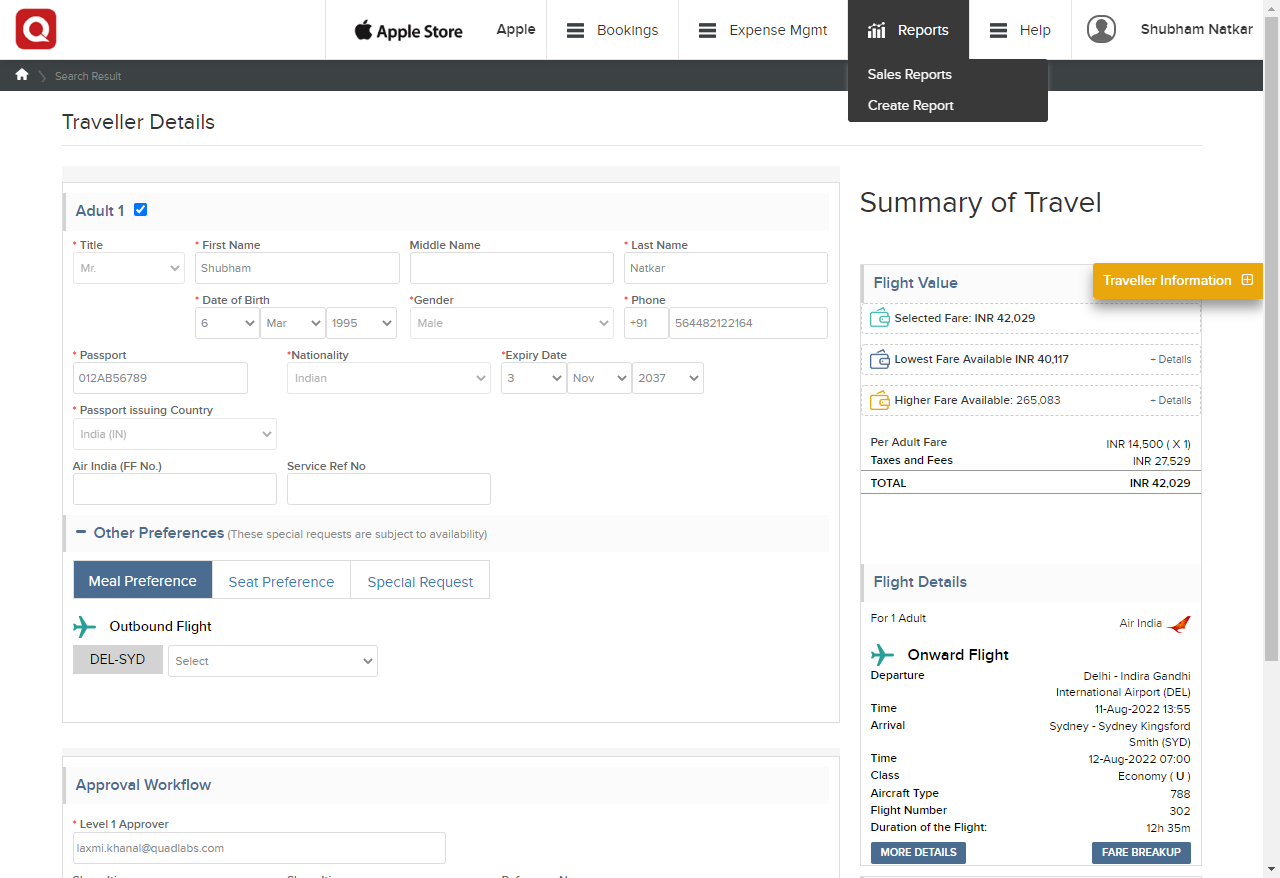 Apple Store
Apple
Bookings
Expense Mgmt
Reports
Help
Shubham Natkar
Search Result
Sales Reports
Create Report
Traveller Details
Adult 1
* Title
* First Name
Middle Name
* Last Name
Mr.
Shubham
Natkar
* Date of Birth
*Gender
* Phone
6
Mar
1995
Male
+91
564482122164
* Passport
*Nationality
*Expiry Date
012AB56789
Indian
3
Nov
2037
* Passport issuing Country
India (IN)
Air India (FF No.)
Service Ref No
Other Preferences (These special requests are subject to availability)
Meal Preference
Seat Preference
Special Request
Outbound Flight
DEL-SYD
Select
Approval Workflow
* Level 1 Approver
laxmi.khanal@quadlabs.com
Summary of Travel
Flight Value
Traveller Information
Selected Fare: INR 42,029
Lowest Fare Available INR 40,117
+ Details
Higher Fare Available: 265,083
+ Details
Per Adult Fare
INR 14,500 ( X 1)
Taxes and Fees
INR 27,529
TOTAL
INR 42,029
Flight Details
For 1 Adult
Air India
Onward Flight
Departure
Delhi - Indira Gandhi
International Airport (DEL)
Time
11-Aug-2022 13:55
Arrival
Sydney - Sydney Kingsford
Smith (SYD)
Time
12-Aug-2022 07:00
Class
Economy ( U )
Aircraft Type
788
Flight Number
302
Duration of the Flight:
12h 35m
MORE DETAILS
FARE BREAKUP